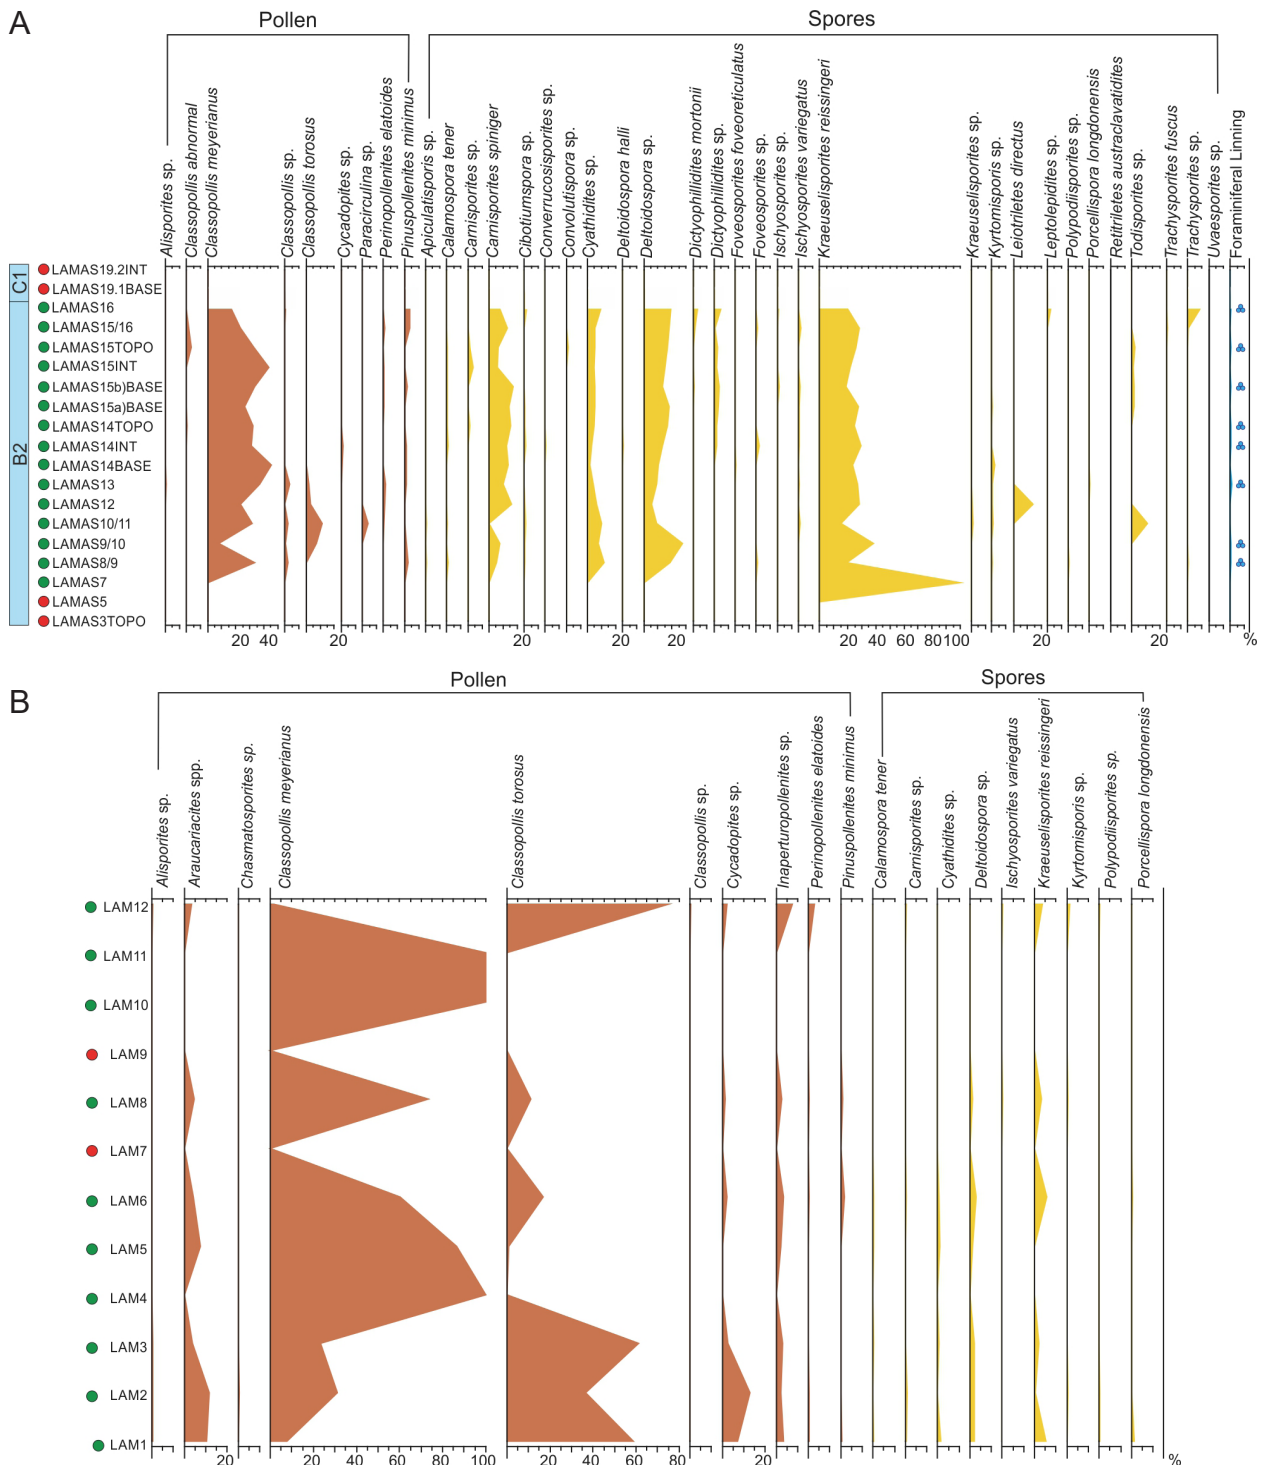 A
Pollen
Spores
Alisporites sp.
Classopollis abnormal
Classopollis meyerianus
Classopollis sp.
Classopollis torosus
Cycadopites sp.
Paracirculina sp.
Perinopollenites elatoides
Pinuspollenites minimus
Apiculatisporis sp.
Calamospora tener
Carnisporites sp.
Carnisporites spiniger
Cibotiumspora sp.
Converrucosisporites sp.
Convolutispora sp.
Cyathidites sp.
Deltoidospora halli
Deltoidospora sp.
Dictyophillidites mortonii
Dictyophillidites sp.
Foveosporites foveoreticulatus
Foveosporites sp.
Ischyosporites sp.
Ischyosporites variegatus
Kraeuselisporites reissingeri
Kraeuselisporites sp.
Kyrtomisporis sp.
Leiotriletes directus
Leptolepidites sp.
Polypodiisporites sp.
Porcellispora longdonensis
Retitriletes austraclavatidites
Todisporites sp.
Trachysporites fuscus
Trachysporites sp.
Uvaesporites sp.
Foraminiferal Linning
C1
B2
LAMAS19.2INT
LAMAS19.1BASE
LAMAS16
LAMAS15/16
LAMAS15TOPO
LAMAS15INT
LAMAS15b)BASE
LAMAS15a)BASE
LAMAS14TOPO
LAMAS14INT
LAMAS14BASE
LAMAS13
LAMAS12
LAMAS10/11
LAMAS9/10
LAMAS8/9
LAMAS7
LAMAS5
LAMAS3TOPO
20 40 20 20 20 20 20 40 60 80 100 20 20 %
B
Pollen
Spores
Alisporites sp.
Araucariacites spp.
Chasmatosporites sp.
Classopollis meyerianus
Classopollis torosus
Classopollis sp.
Cycadopites sp.
Inaperturopollenites sp.
Perinopollenites elatoides
Pinuspollenites minimus
Calamospora tener
Carnisporites sp.
Cyathidites sp.
Deltoidospora sp.
Ischyosporites variegatus
Kraeuselisporites reissingeri
Kyrtomisporis sp.
Polypodiisporites sp.
Porcellispora longdonensis
LAM12
LAM11
LAM10
LAM9
LAM8
LAM7
LAM6
LAM5
LAM4
LAM3
LAM2
LAM1
20 20 40 60 80 100 20 40 60 80 20 %